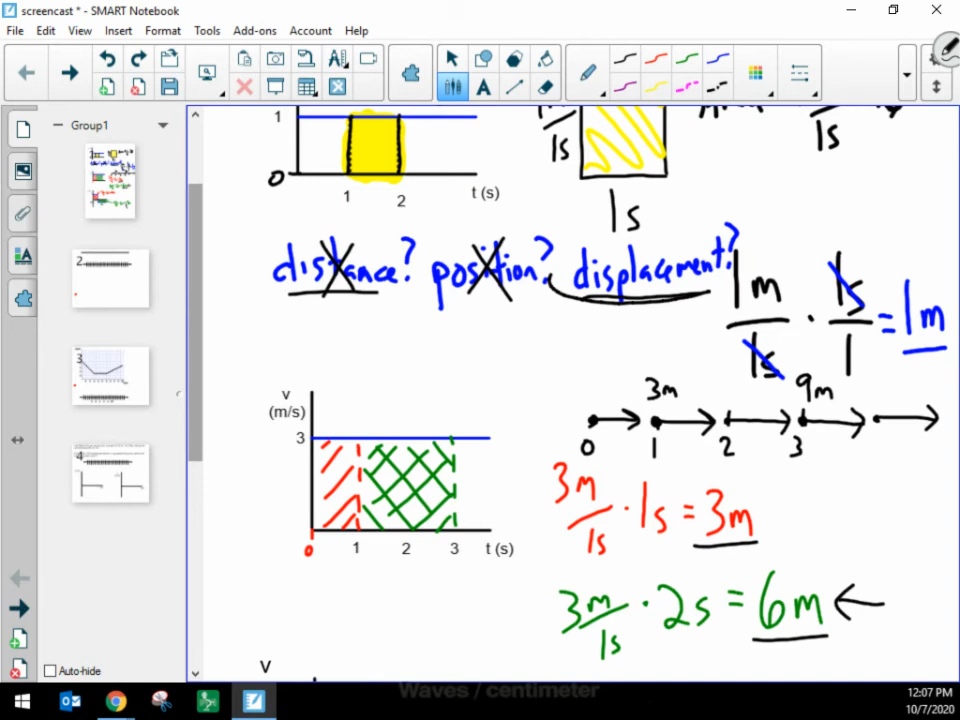 screencast * - SMART Notebook
File Edit View Insert Format Tools Add-ons Account Help
Group1
2
3
4
Auto-hide
1
0
1 2 t (s)
1s
1s
1s
distance? position? displacement?
1m / 1s · 1s / 1 = 1m
v
(m/s)
3
0 1 2 3 t (s)
3m 9m
0 1 2 3
3m / 1s · 1s = 3m
3m / 1s · 2s = 6m
v
Waves / centimeter
12:07 PM
10/7/2020